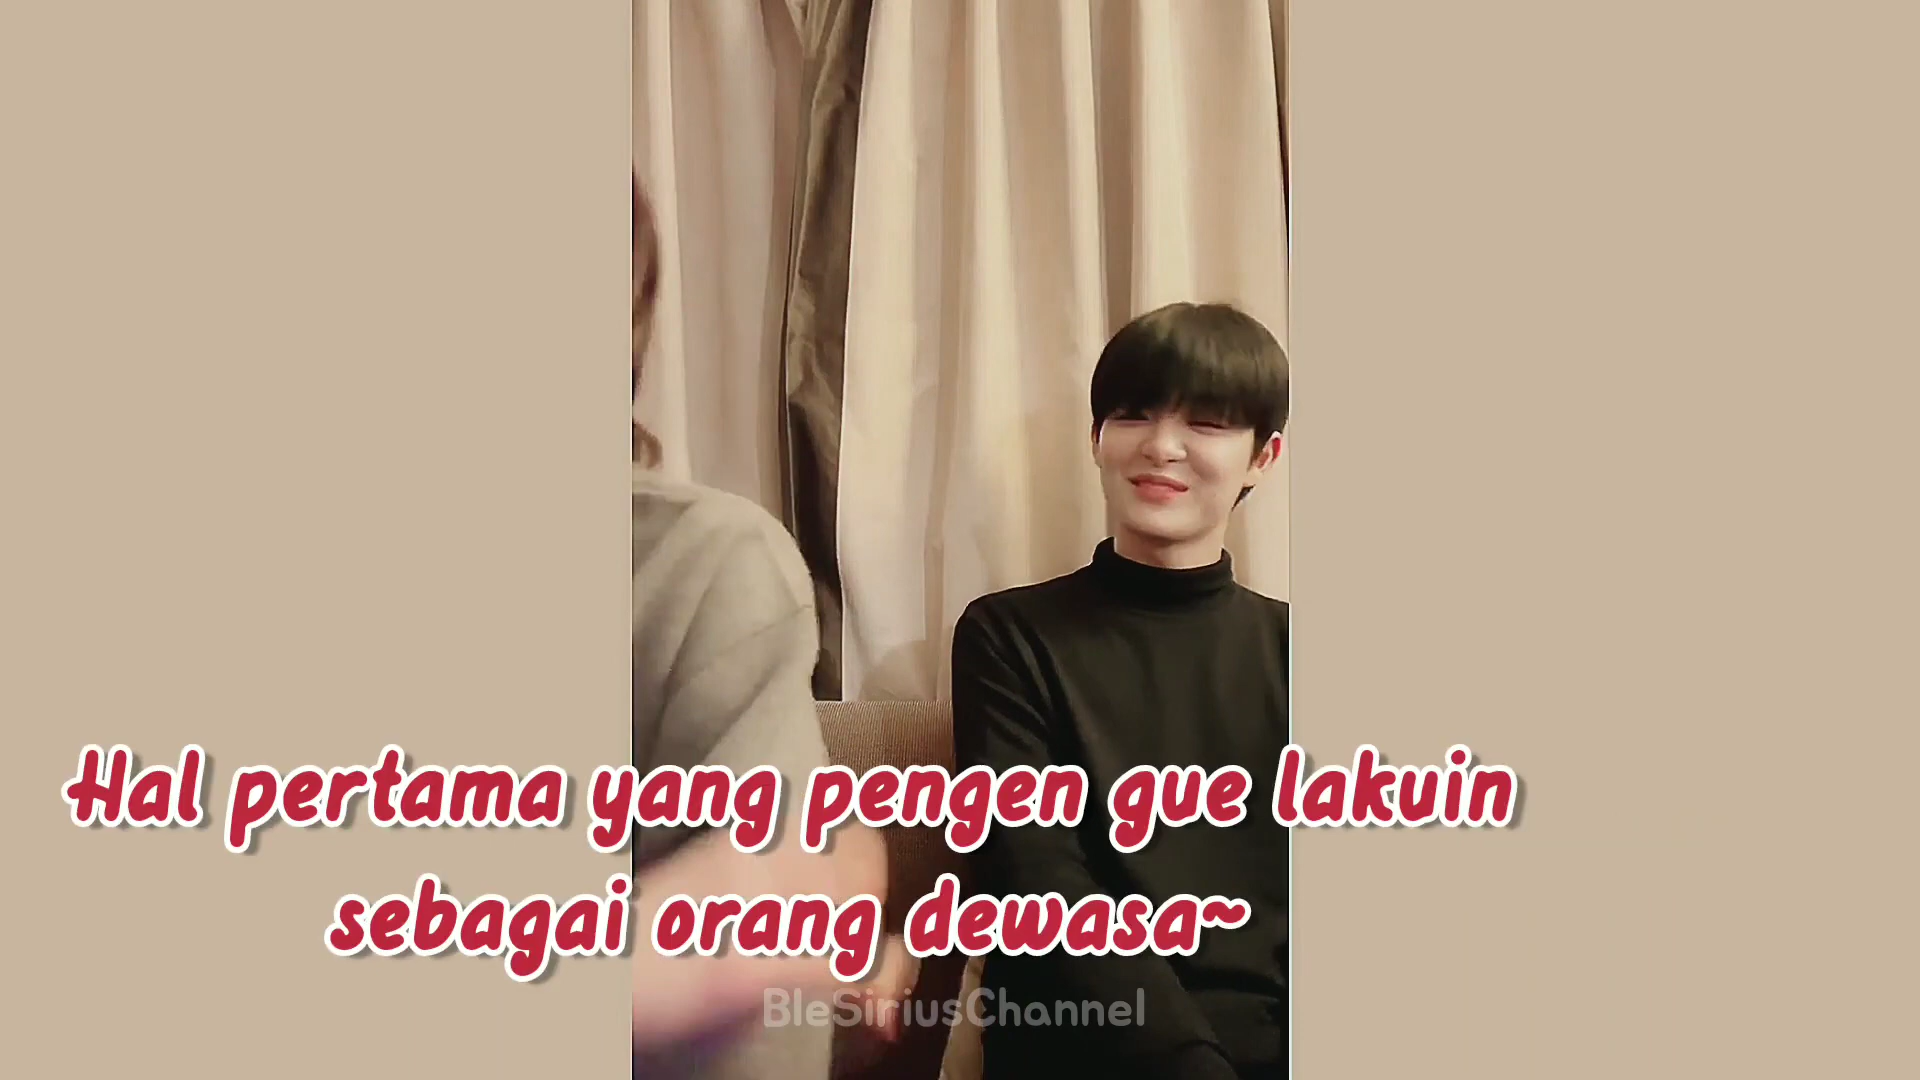 Hal pertama yang pengen gue lakuin
sebagai orang dewasa~
BleSiriusChannel